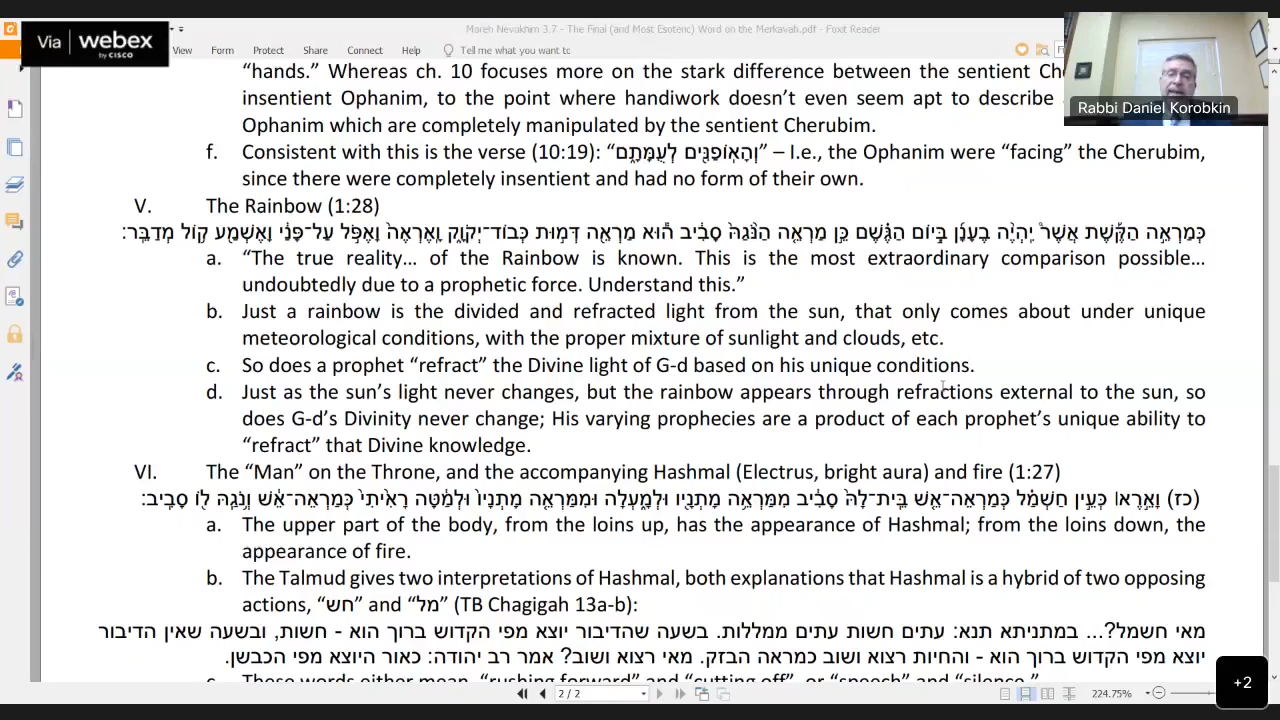 Moreh Nevukhim 3.7 - The Final (and Most Esoteric) Word on the Merkavah.pdf - Foxit Reader
Via webex
by CISCO
View Form Protect Share Connect Help Tell me what you want to
Rabbi Daniel Korobkin
"hands." Whereas ch. 10 focuses more on the stark difference between the sentient
insentient Ophanim, to the point where handiwork doesn't even seem apt to describe
Ophanim which are completely manipulated by the sentient Cherubim.
f. Consistent with this is the verse (10:19): "וְהָאֽוֹפַנִּ֖ים לְעֻמָּתָ֑ם" – I.e., the Ophanim were "facing" the Cherubim,
since there were completely insentient and had no form of their own.
V. The Rainbow (1:28)
כְּמַרְאֵ֣ה הַקֶּ֡שֶׁת אֲשֶׁר֩ יִֽהְיֶ֨ה בֶעָנָ֜ן בְּי֣וֹם הַגֶּ֗שֶׁם כֵּ֣ן מַרְאֵ֤ה הַנֹּ֙גַהּ֙ סָבִ֔יב ה֕וּא מַרְאֵ֖ה דְּמ֣וּת כְּבוֹד־יְקֹוָ֑ק וָֽאֶרְאֶה֙ וָאֶפֹּ֣ל עַל־פָּנַ֔י וָאֶשְׁמַ֖ע ק֥וֹל מְדַבֵּֽר׃
a. "The true reality... of the Rainbow is known. This is the most extraordinary comparison possible...
undoubtedly due to a prophetic force. Understand this."
b. Just a rainbow is the divided and refracted light from the sun, that only comes about under unique
meteorological conditions, with the proper mixture of sunlight and clouds, etc.
c. So does a prophet "refract" the Divine light of G-d based on his unique conditions.
d. Just as the sun's light never changes, but the rainbow appears through refractions external to the sun, so
does G-d's Divinity never change; His varying prophecies are a product of each prophet's unique ability to
"refract" that Divine knowledge.
VI. The "Man" on the Throne, and the accompanying Hashmal (Electrus, bright aura) and fire (1:27)
(כז) וָאֵ֣רֶא׀ כְּעֵ֣ין חַשְׁמַ֗ל כְּמַרְאֵה־אֵ֤שׁ בֵּֽית־לָהּ֙ סָבִ֔יב מִמַּרְאֵ֥ה מָתְנָ֖יו וּלְמָ֑עְלָה וּמִמַּרְאֵ֤ה מָתְנָיו֙ וּלְמַ֔טָּה רָאִ֙יתִי֙ כְּמַרְאֵה־אֵ֔שׁ וְנֹ֥גַֽהּ ל֖וֹ סָבִֽיב׃
a. The upper part of the body, from the loins up, has the appearance of Hashmal; from the loins down, the
appearance of fire.
b. The Talmud gives two interpretations of Hashmal, both explanations that Hashmal is a hybrid of two opposing
actions, "חש" and "מל" (TB Chagigah 13a-b):
מאי חשמל?... במתניתא תנא: עתים חשות עתים ממללות. בשעה שהדיבור יוצא מפי הקדוש ברוך הוא - חשות, ובשעה שאין הדיבור
יוצא מפי הקדוש ברוך הוא - והחיות רצוא ושוב כמראה הבזק. מאי רצוא ושוב? אמר רב יהודה: כאור היוצא מפי הכבשן.
c. These words either mean, "rushing forward" and "cutting off", or "speech" and "silence."
2 / 2
224.75%
+2